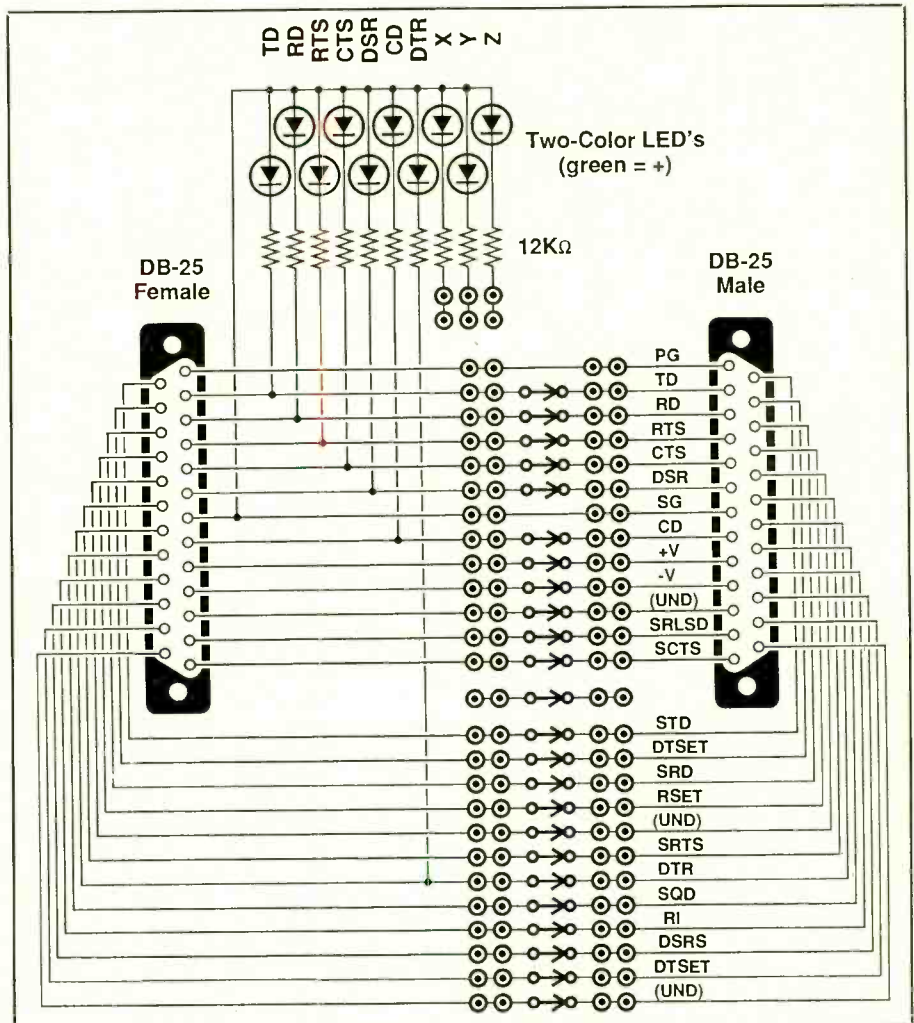 TD RD RTS CTS DSR CD DTR X Y Z
Two-Color LED's
(green = +)
12KΩ
DB-25
Female
DB-25
Male
PG
TD
RD
RTS
CTS
DSR
SG
CD
+V
-V
(UND)
SRLSD
SCTS
STD
DTSET
SRD
RSET
(UND)
SRTS
DTR
SQD
RI
DSRS
DTSET
(UND)